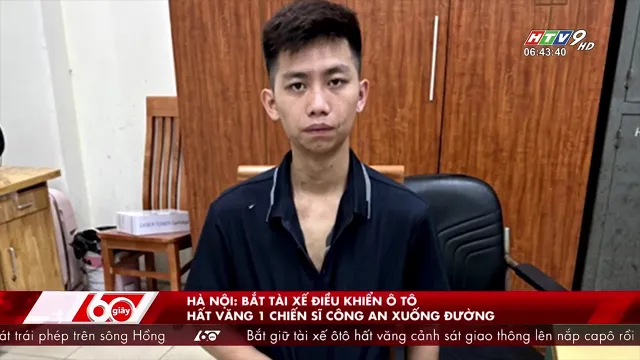 HTV9 HD
06:43:40
60 giây
HÀ NỘI: BẮT TÀI XẾ ĐIỀU KHIỂN Ô TÔ
HẤT VĂNG 1 CHIẾN SĨ CÔNG AN XUỐNG ĐƯỜNG
át trái phép trên sông Hồng 60s Bắt giữ tài xế ôtô hất văng cảnh sát giao thông lên nắp capô rồi